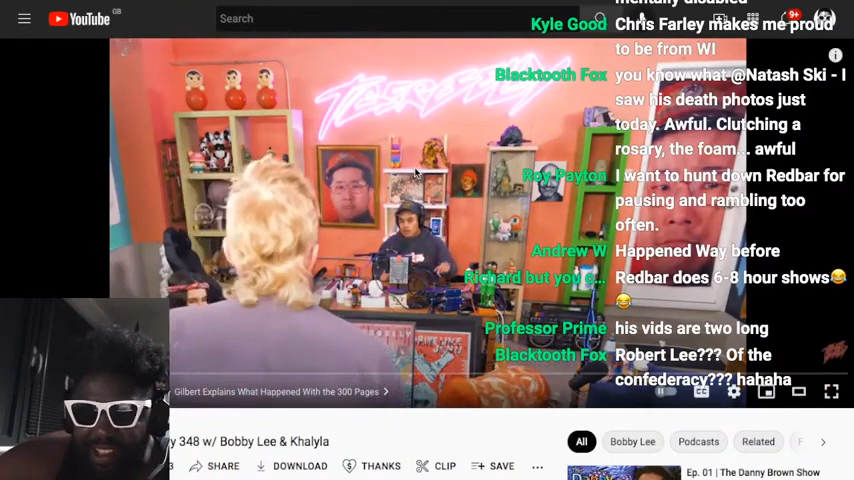 YouTube GB
Search
9+
mentally disabled
Kyle Good Chris Farley makes me proud
to be from WI
Blacktooth Fox you know what @Natash Ski - I
saw his death photos just
today. Awful. Clutching a
rosary, the foam... awful
Roy Payton I want to hunt down Redbar for
pausing and rambling too
often.
Andrew W Happened Way before
Richard but you c... Redbar does 6-8 hour shows😂
😂
Professor Prime his vids are two long
Blacktooth Fox Robert Lee??? Of the
confederacy??? hahaha
Gilbert Explains What Happened With the 300 Pages
CC
y 348 w/ Bobby Lee & Khalyla
3 SHARE DOWNLOAD THANKS CLIP SAVE ...
All Bobby Lee Podcasts Related F
Ep. 01 | The Danny Brown Show